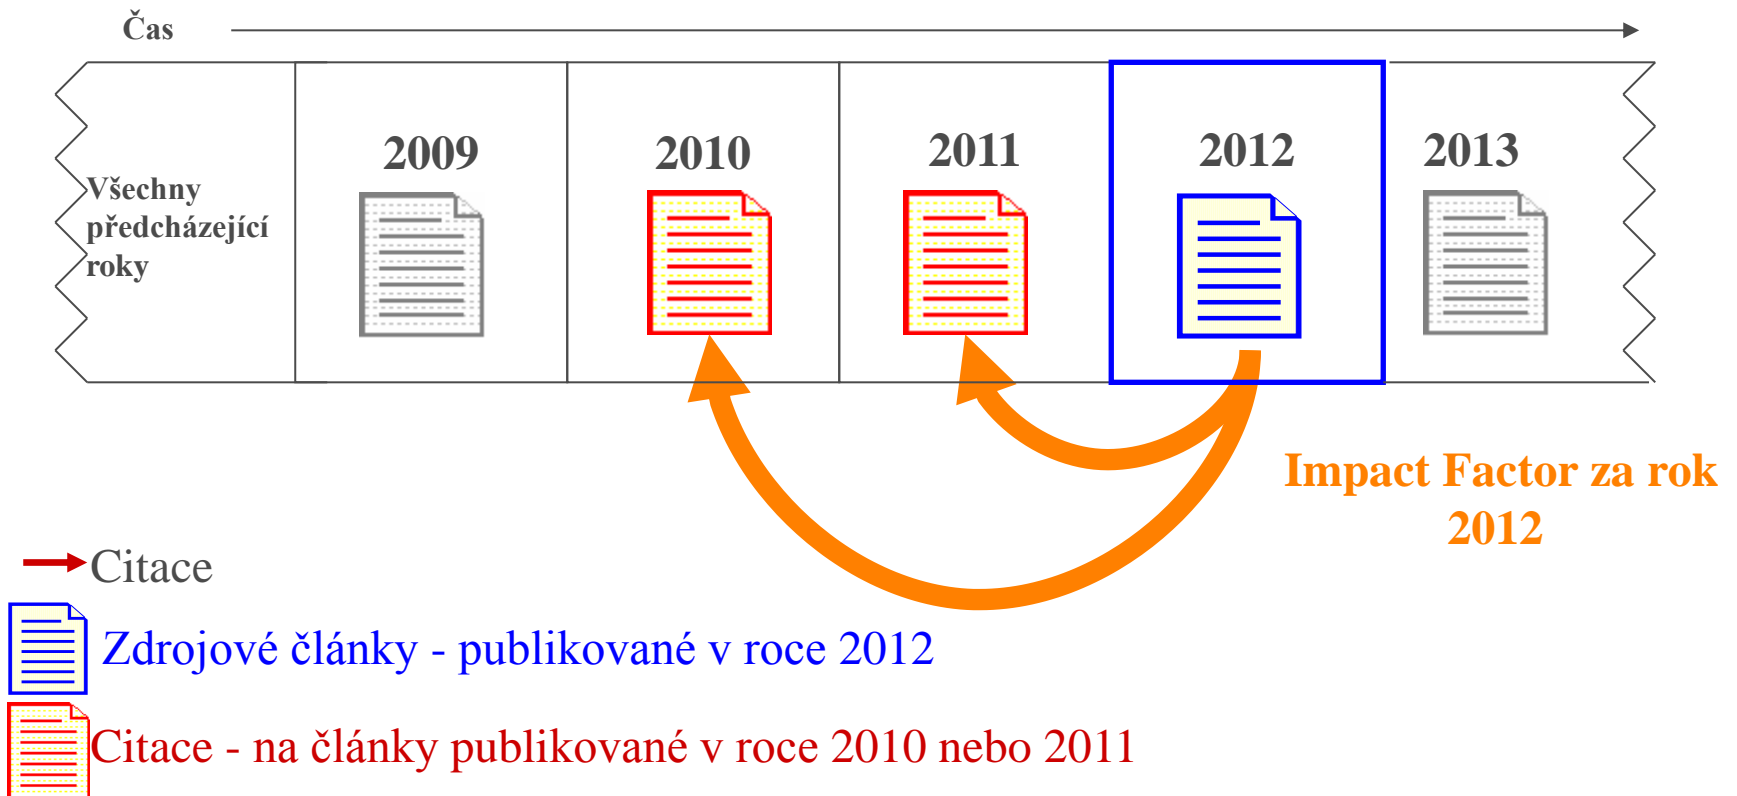 Čas
2009
2010
2011
2012
2013
Všechny
předcházející
roky
Impact Factor za rok
2012
Citace
Zdrojové články - publikované v roce 2012
Citace - na články publikované v roce 2010 nebo 2011